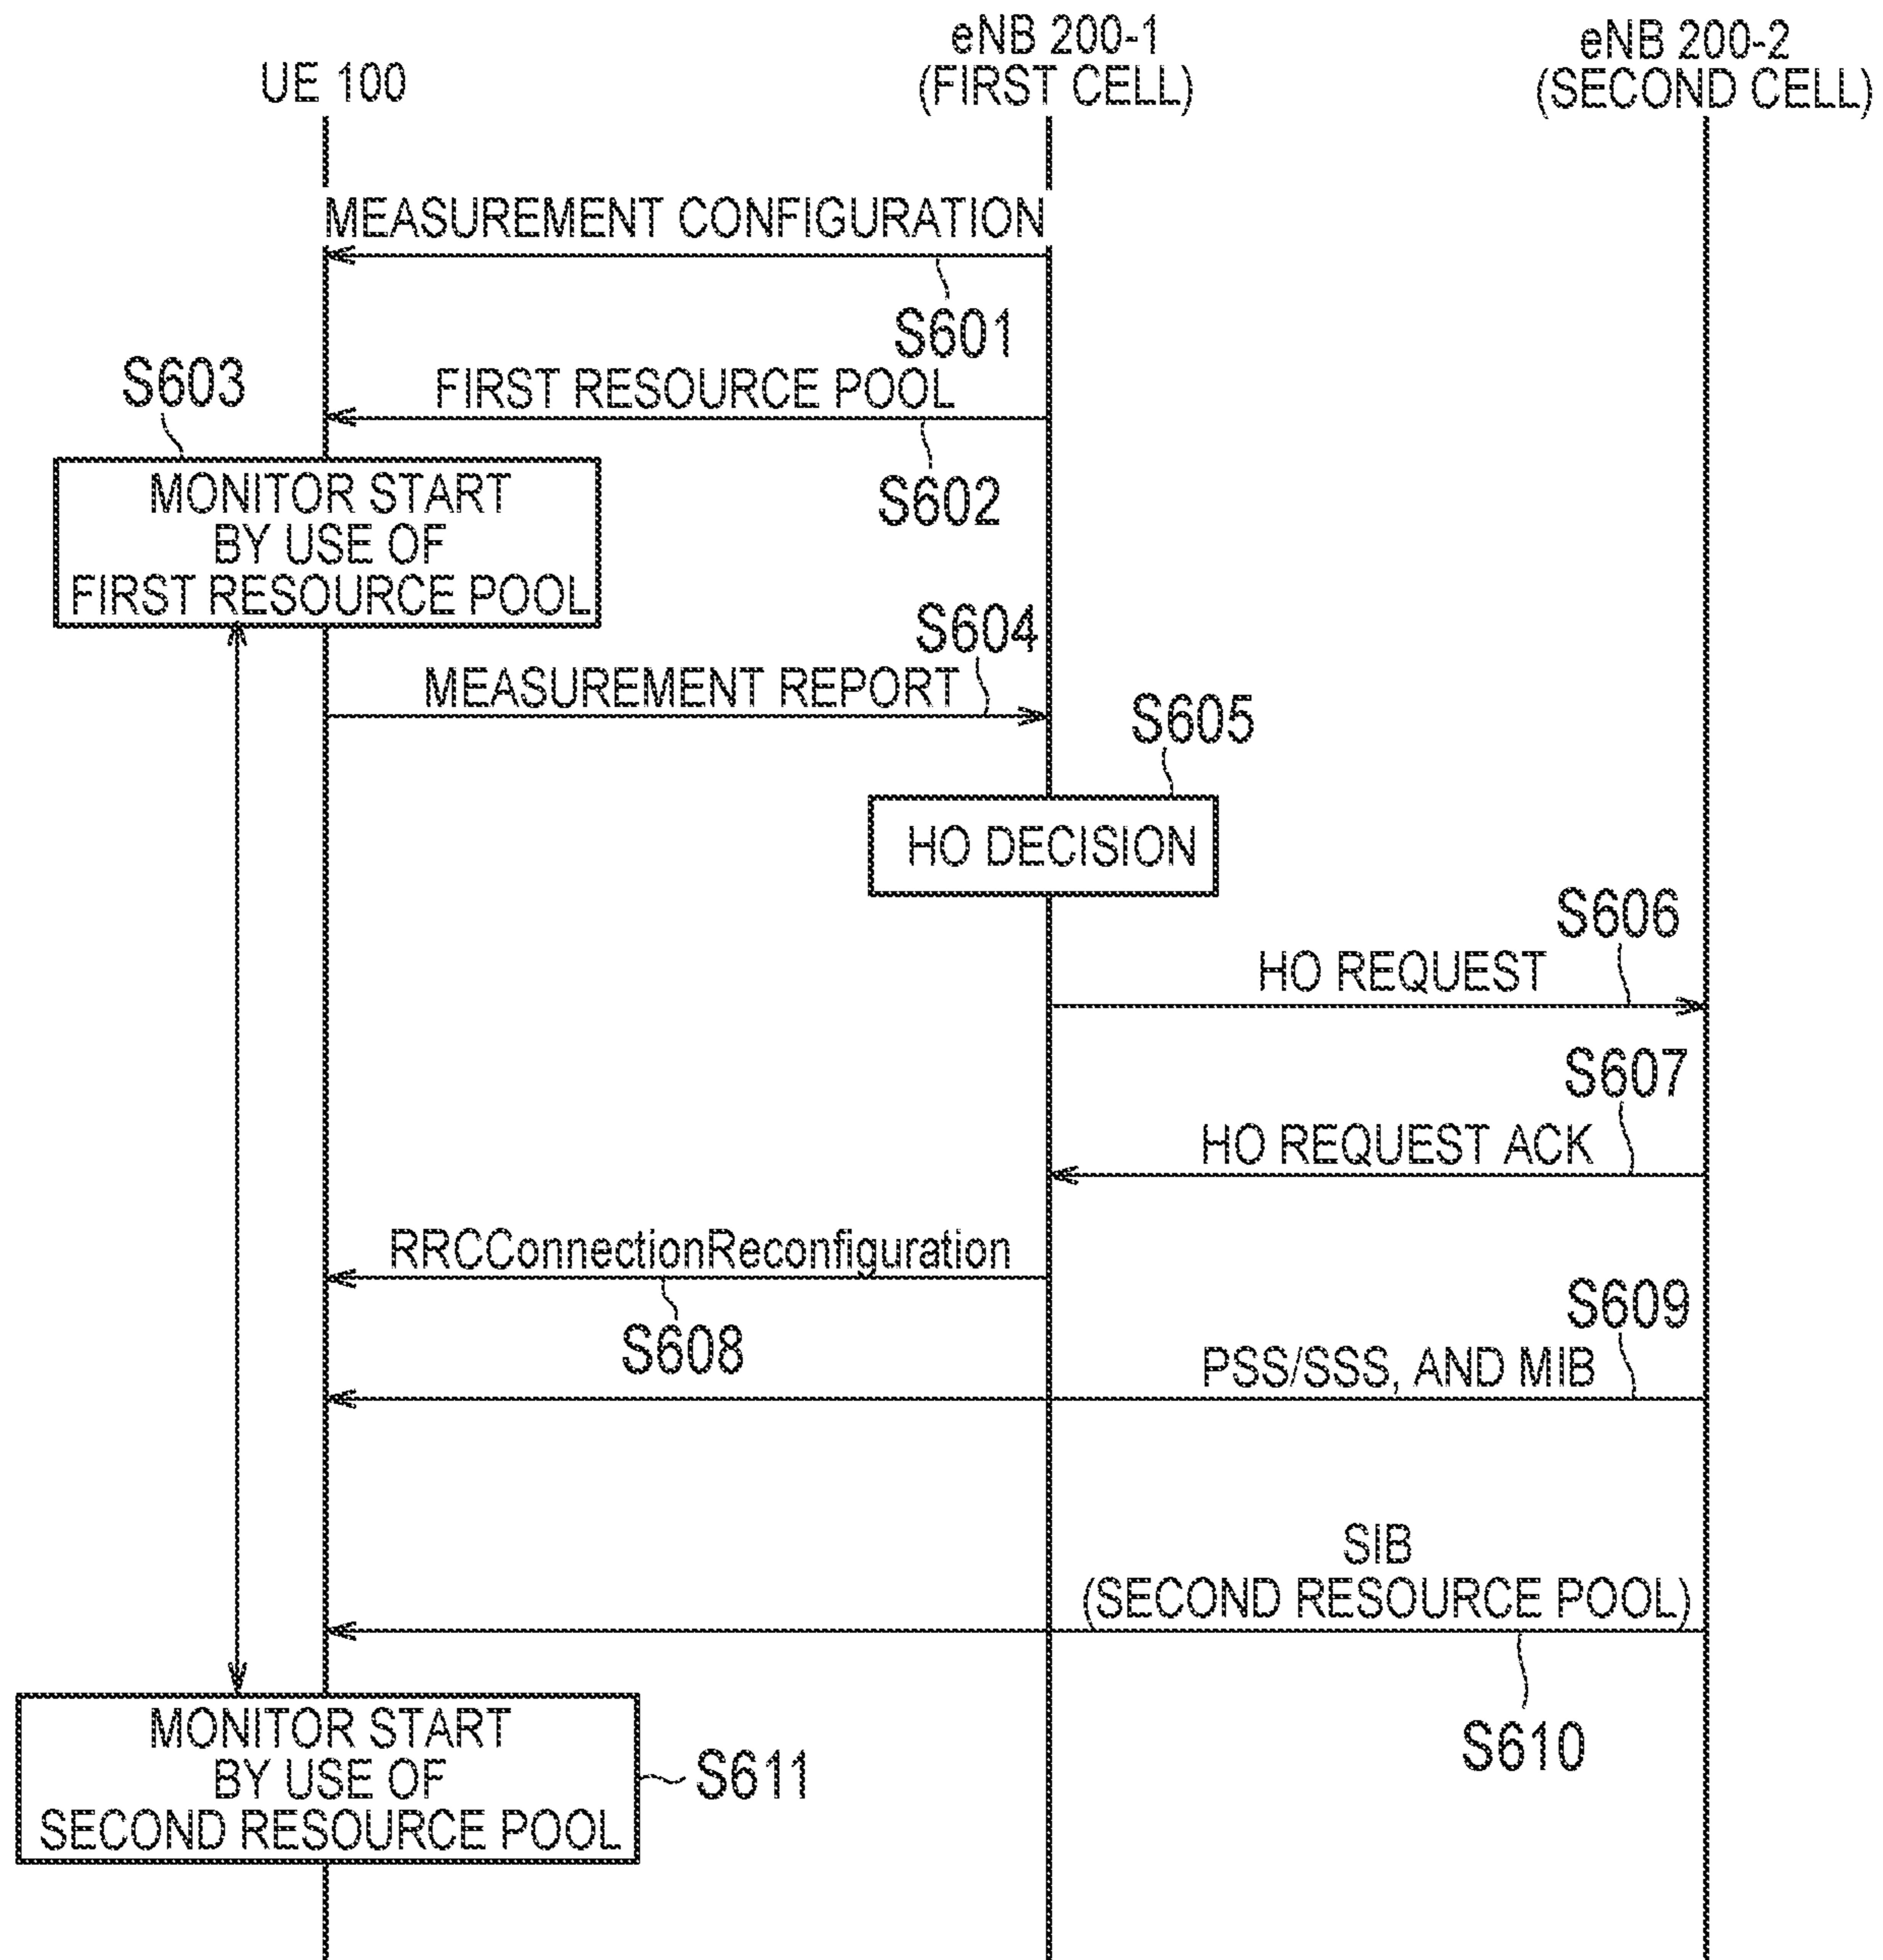 UE 100
eNB 200-1
(FIRST CELL)
eNB 200-2
(SECOND CELL)
MEASUREMENT CONFIGURATION
S601
FIRST RESOURCE POOL
S602
S603
MONITOR START
BY USE OF
FIRST RESOURCE POOL
S604
MEASUREMENT REPORT
S605
HO DECISION
S606
HO REQUEST
S607
HO REQUEST ACK
RRCConnectionReconfiguration
S608
S609
PSS/SSS, AND MIB
SIB
(SECOND RESOURCE POOL)
S610
MONITOR START
BY USE OF
SECOND RESOURCE POOL
S611